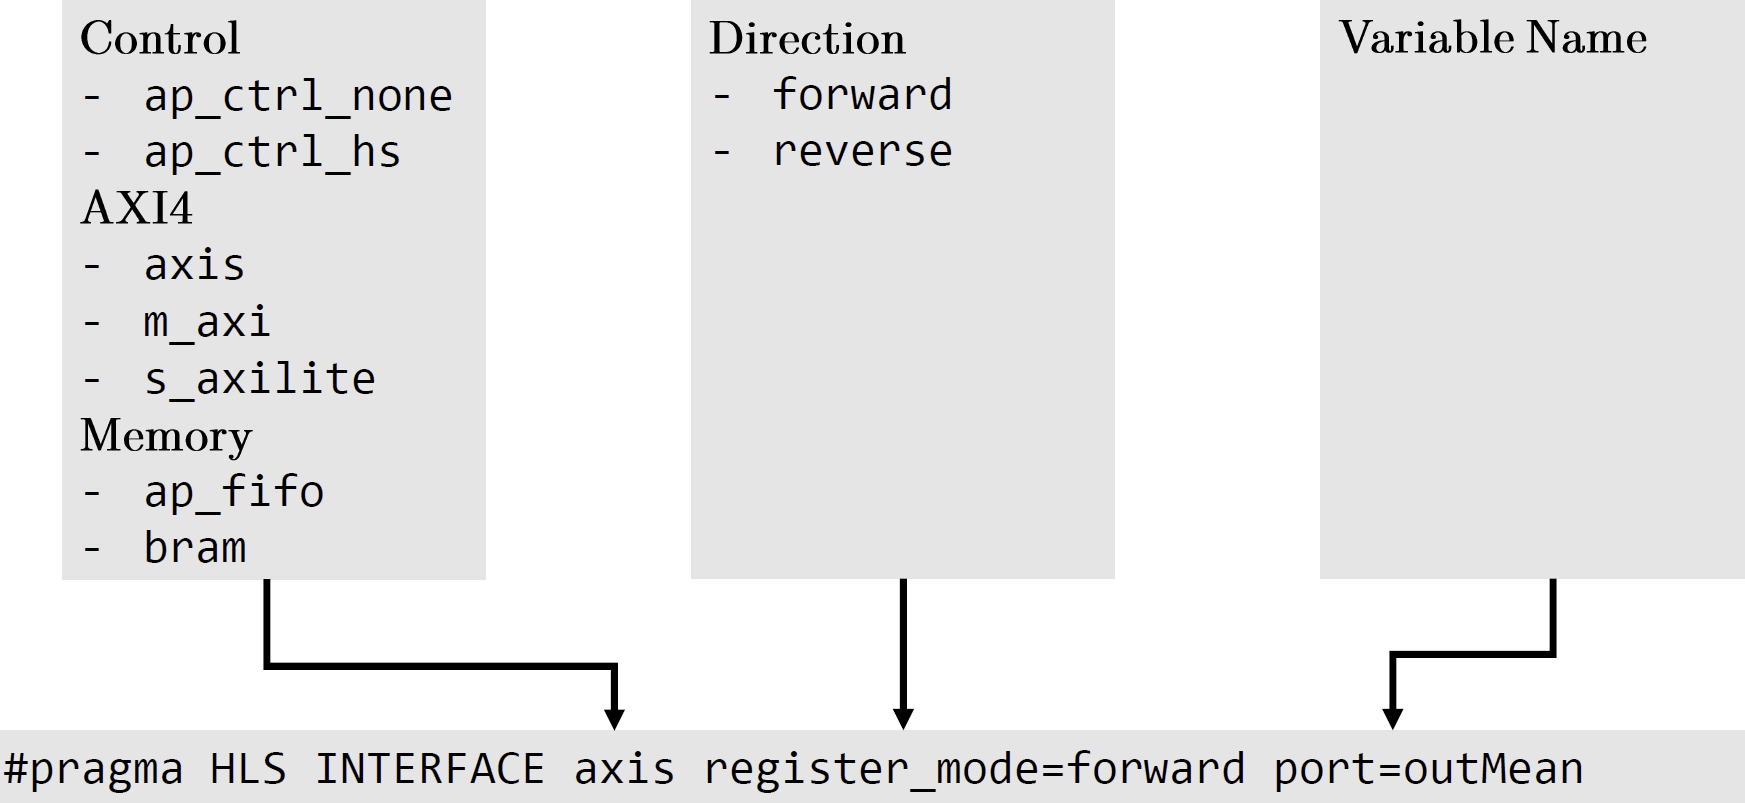 Control
- ap_ctrl_none
- ap_ctrl_hs
AXI4
- axis
- m_axi
- s_axilite
Memory
- ap_fifo
- bram
Direction
- forward
- reverse
Variable Name
#pragma HLS INTERFACE axis register_mode=forward port=outMean